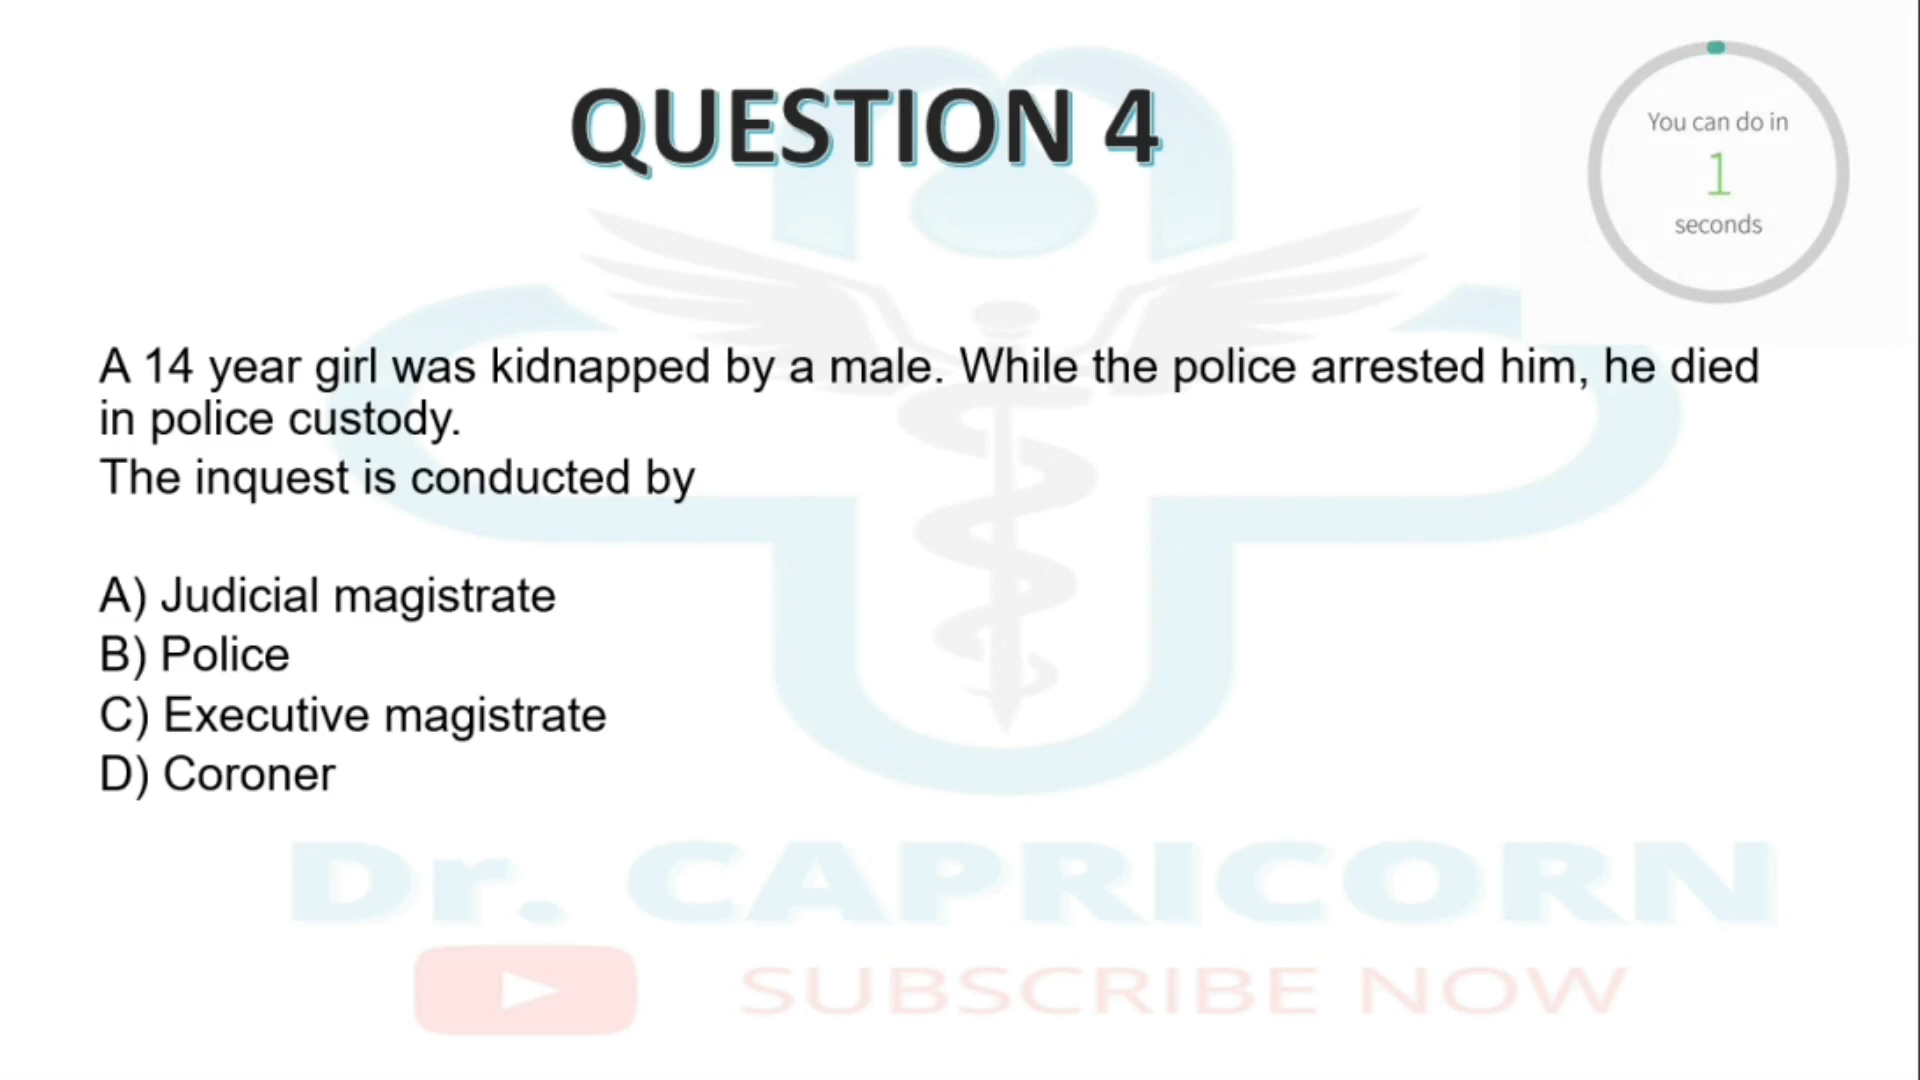 QUESTION 4
You can do in
1
seconds
A 14 year girl was kidnapped by a male. While the police arrested him, he died
in police custody.
The inquest is conducted by
A) Judicial magistrate
B) Police
C) Executive magistrate
D) Coroner
Dr. CAPRICORN
SUBSCRIBE NOW